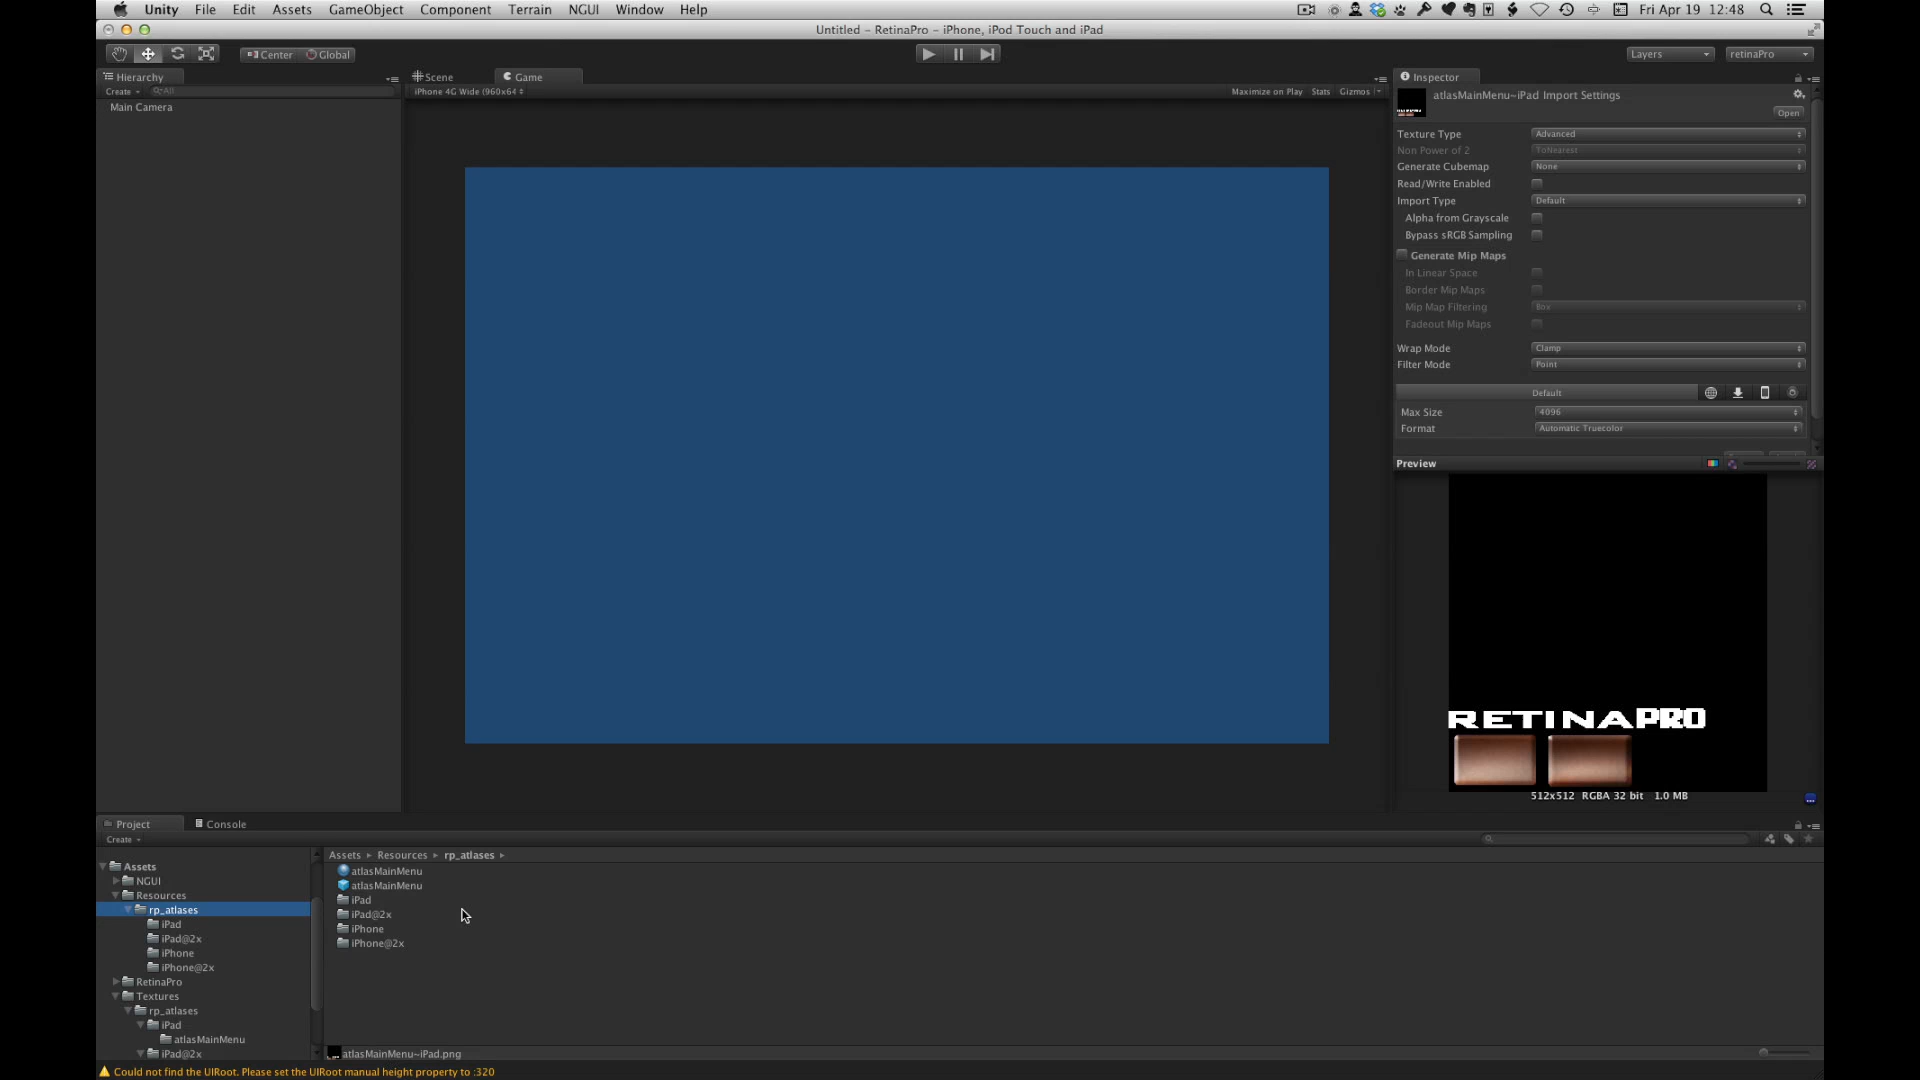 Unity File Edit Assets GameObject Component Terrain NGUI Window Help Fri Apr 19 12:48
Untitled – RetinaPro – iPhone, iPod Touch and iPad
Center Global Layers retinaPro
Hierarchy Scene Game Inspector
Create All iPhone 4G Wide (960x64 Maximize on Play Stats Gizmos
Main Camera
atlasMainMenu~iPad Import Settings
Open
Texture Type Advanced
Non Power of 2 ToNearest
Generate Cubemap None
Read/Write Enabled
Import Type Default
Alpha from Grayscale
Bypass sRGB Sampling
Generate Mip Maps
In Linear Space
Border Mip Maps
Mip Map Filtering Box
Fadeout Mip Maps
Wrap Mode Clamp
Filter Mode Point
Default
Max Size 4096
Format Automatic Truecolor
Preview
RETINAPRO
512x512 RGBA 32 bit 1.0 MB
Project Console
Create
Assets
NGUI
Resources
rp_atlases
iPad
iPad@2x
iPhone
iPhone@2x
RetinaPro
Textures
rp_atlases
iPad
atlasMainMenu
iPad@2x
Assets Resources rp_atlases
atlasMainMenu
atlasMainMenu
iPad
iPad@2x
iPhone
iPhone@2x
atlasMainMenu~iPad.png
Could not find the UIRoot. Please set the UIRoot manual height property to :320